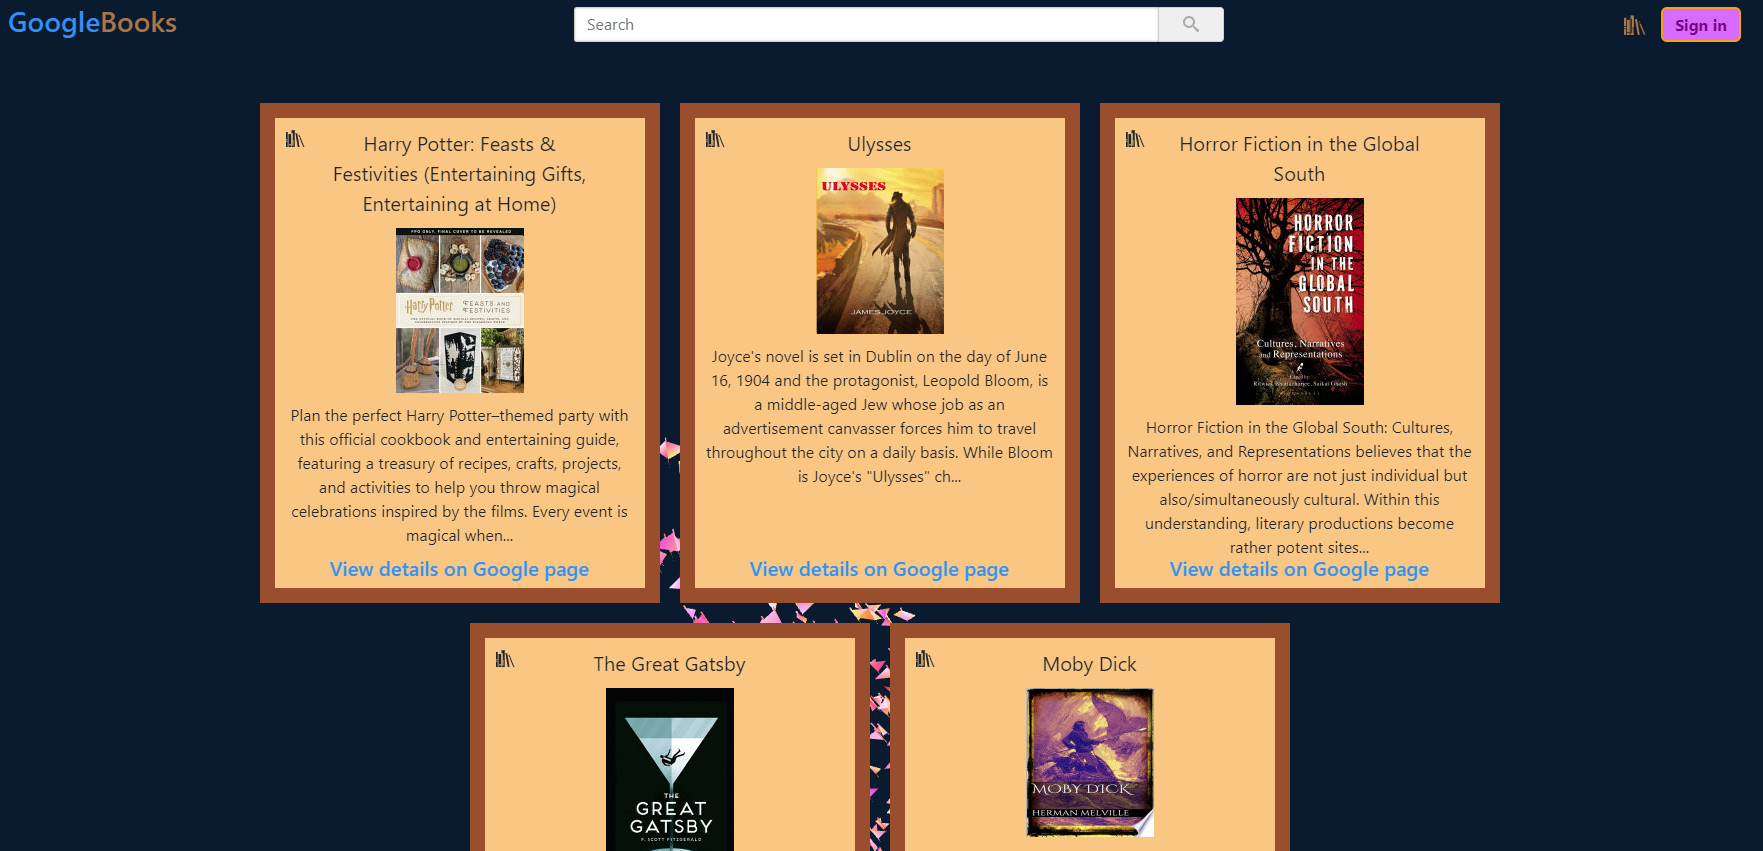 GoogleBooks
Search
Sign in
Harry Potter: Feasts &
Festivities (Entertaining Gifts,
Entertaining at Home)
FPO ONLY, FINAL COVER TO BE REVEALED
Harry Potter
FEASTS AND
FESTIVITIES
Plan the perfect Harry Potter–themed party with
this official cookbook and entertaining guide,
featuring a treasury of recipes, crafts, projects,
and activities to help you throw magical
celebrations inspired by the films. Every event is
magical when...
View details on Google page
Ulysses
ULYSSES
JAMES JOYCE
Joyce's novel is set in Dublin on the day of June
16, 1904 and the protagonist, Leopold Bloom, is
a middle-aged Jew whose job as an
advertisement canvasser forces him to travel
throughout the city on a daily basis. While Bloom
is Joyce's "Ulysses" ch...
View details on Google page
Horror Fiction in the Global
South
HORROR
FICTION
IN THE
GLOBAL
SOUTH
Cultures, Narratives
and Representations
Horror Fiction in the Global South: Cultures,
Narratives, and Representations believes that the
experiences of horror are not just individual but
also/simultaneously cultural. Within this
understanding, literary productions become
rather potent sites...
View details on Google page
The Great Gatsby
THE
GREAT
GATSBY
F. SCOTT FITZGERALD
Moby Dick
MOBY DICK
HERMAN MELVILLE